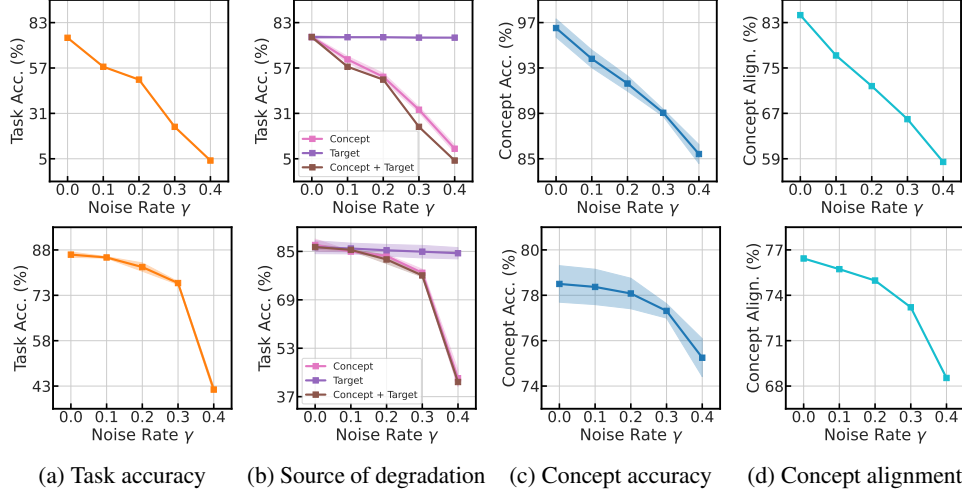 Task Acc. (%)
83
57
31
5
0.0 0.1 0.2 0.3 0.4
Noise Rate γ
Task Acc. (%)
83
57
31
5
Concept
Target
Concept + Target
0.0 0.1 0.2 0.3 0.4
Noise Rate γ
Concept Acc. (%)
97
93
89
85
0.0 0.1 0.2 0.3 0.4
Noise Rate γ
Concept Align. (%)
83
75
67
59
0.0 0.1 0.2 0.3 0.4
Noise Rate γ
Task Acc. (%)
88
73
58
43
0.0 0.1 0.2 0.3 0.4
Noise Rate γ
Task Acc. (%)
85
69
53
37
Concept
Target
Concept + Target
0.0 0.1 0.2 0.3 0.4
Noise Rate γ
Concept Acc. (%)
80
78
76
74
0.0 0.1 0.2 0.3 0.4
Noise Rate γ
Concept Align. (%)
77
74
71
68
0.0 0.1 0.2 0.3 0.4
Noise Rate γ
(a) Task accuracy
(b) Source of degradation
(c) Concept accuracy
(d) Concept alignment